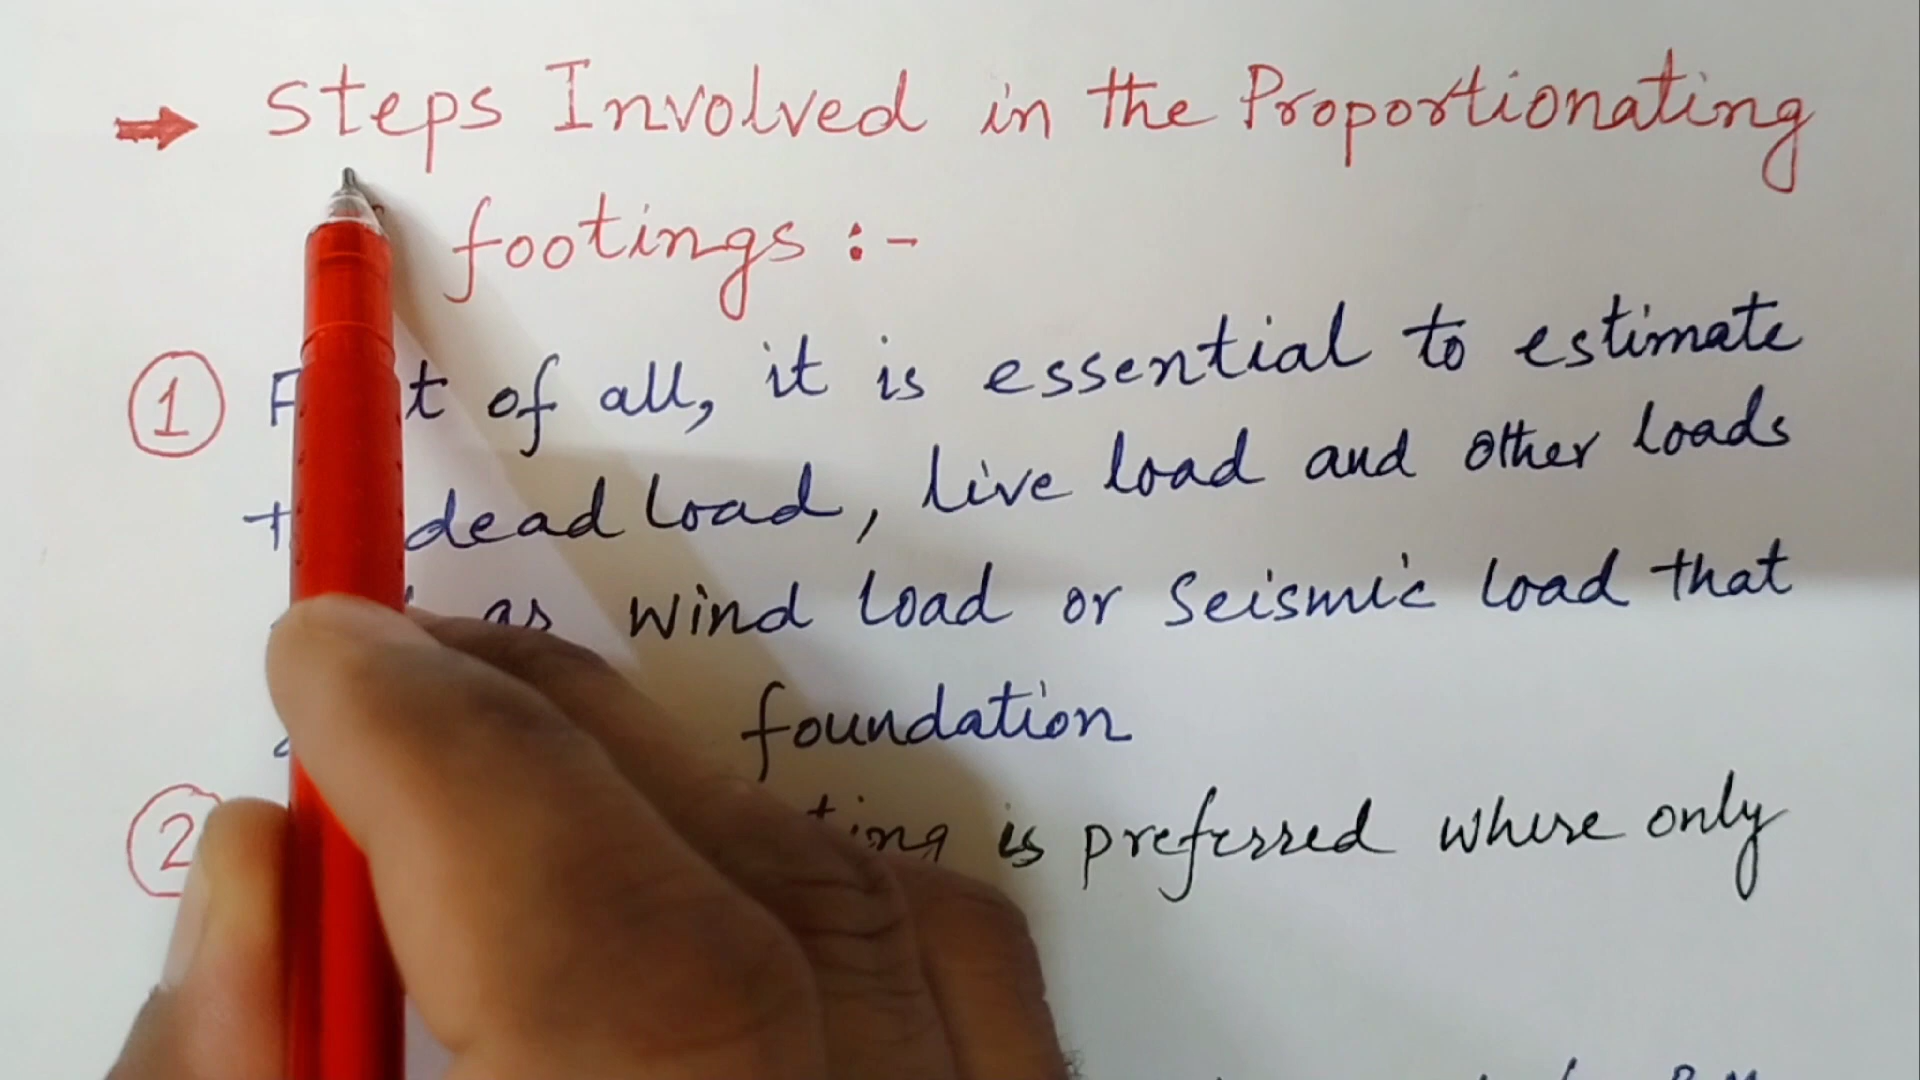 Steps Involved in the Proportionating
footings :-
① of all, it is essential to estimate
dead load, live load and other loads
as wind load or seismic load that
foundation
② is preferred where only